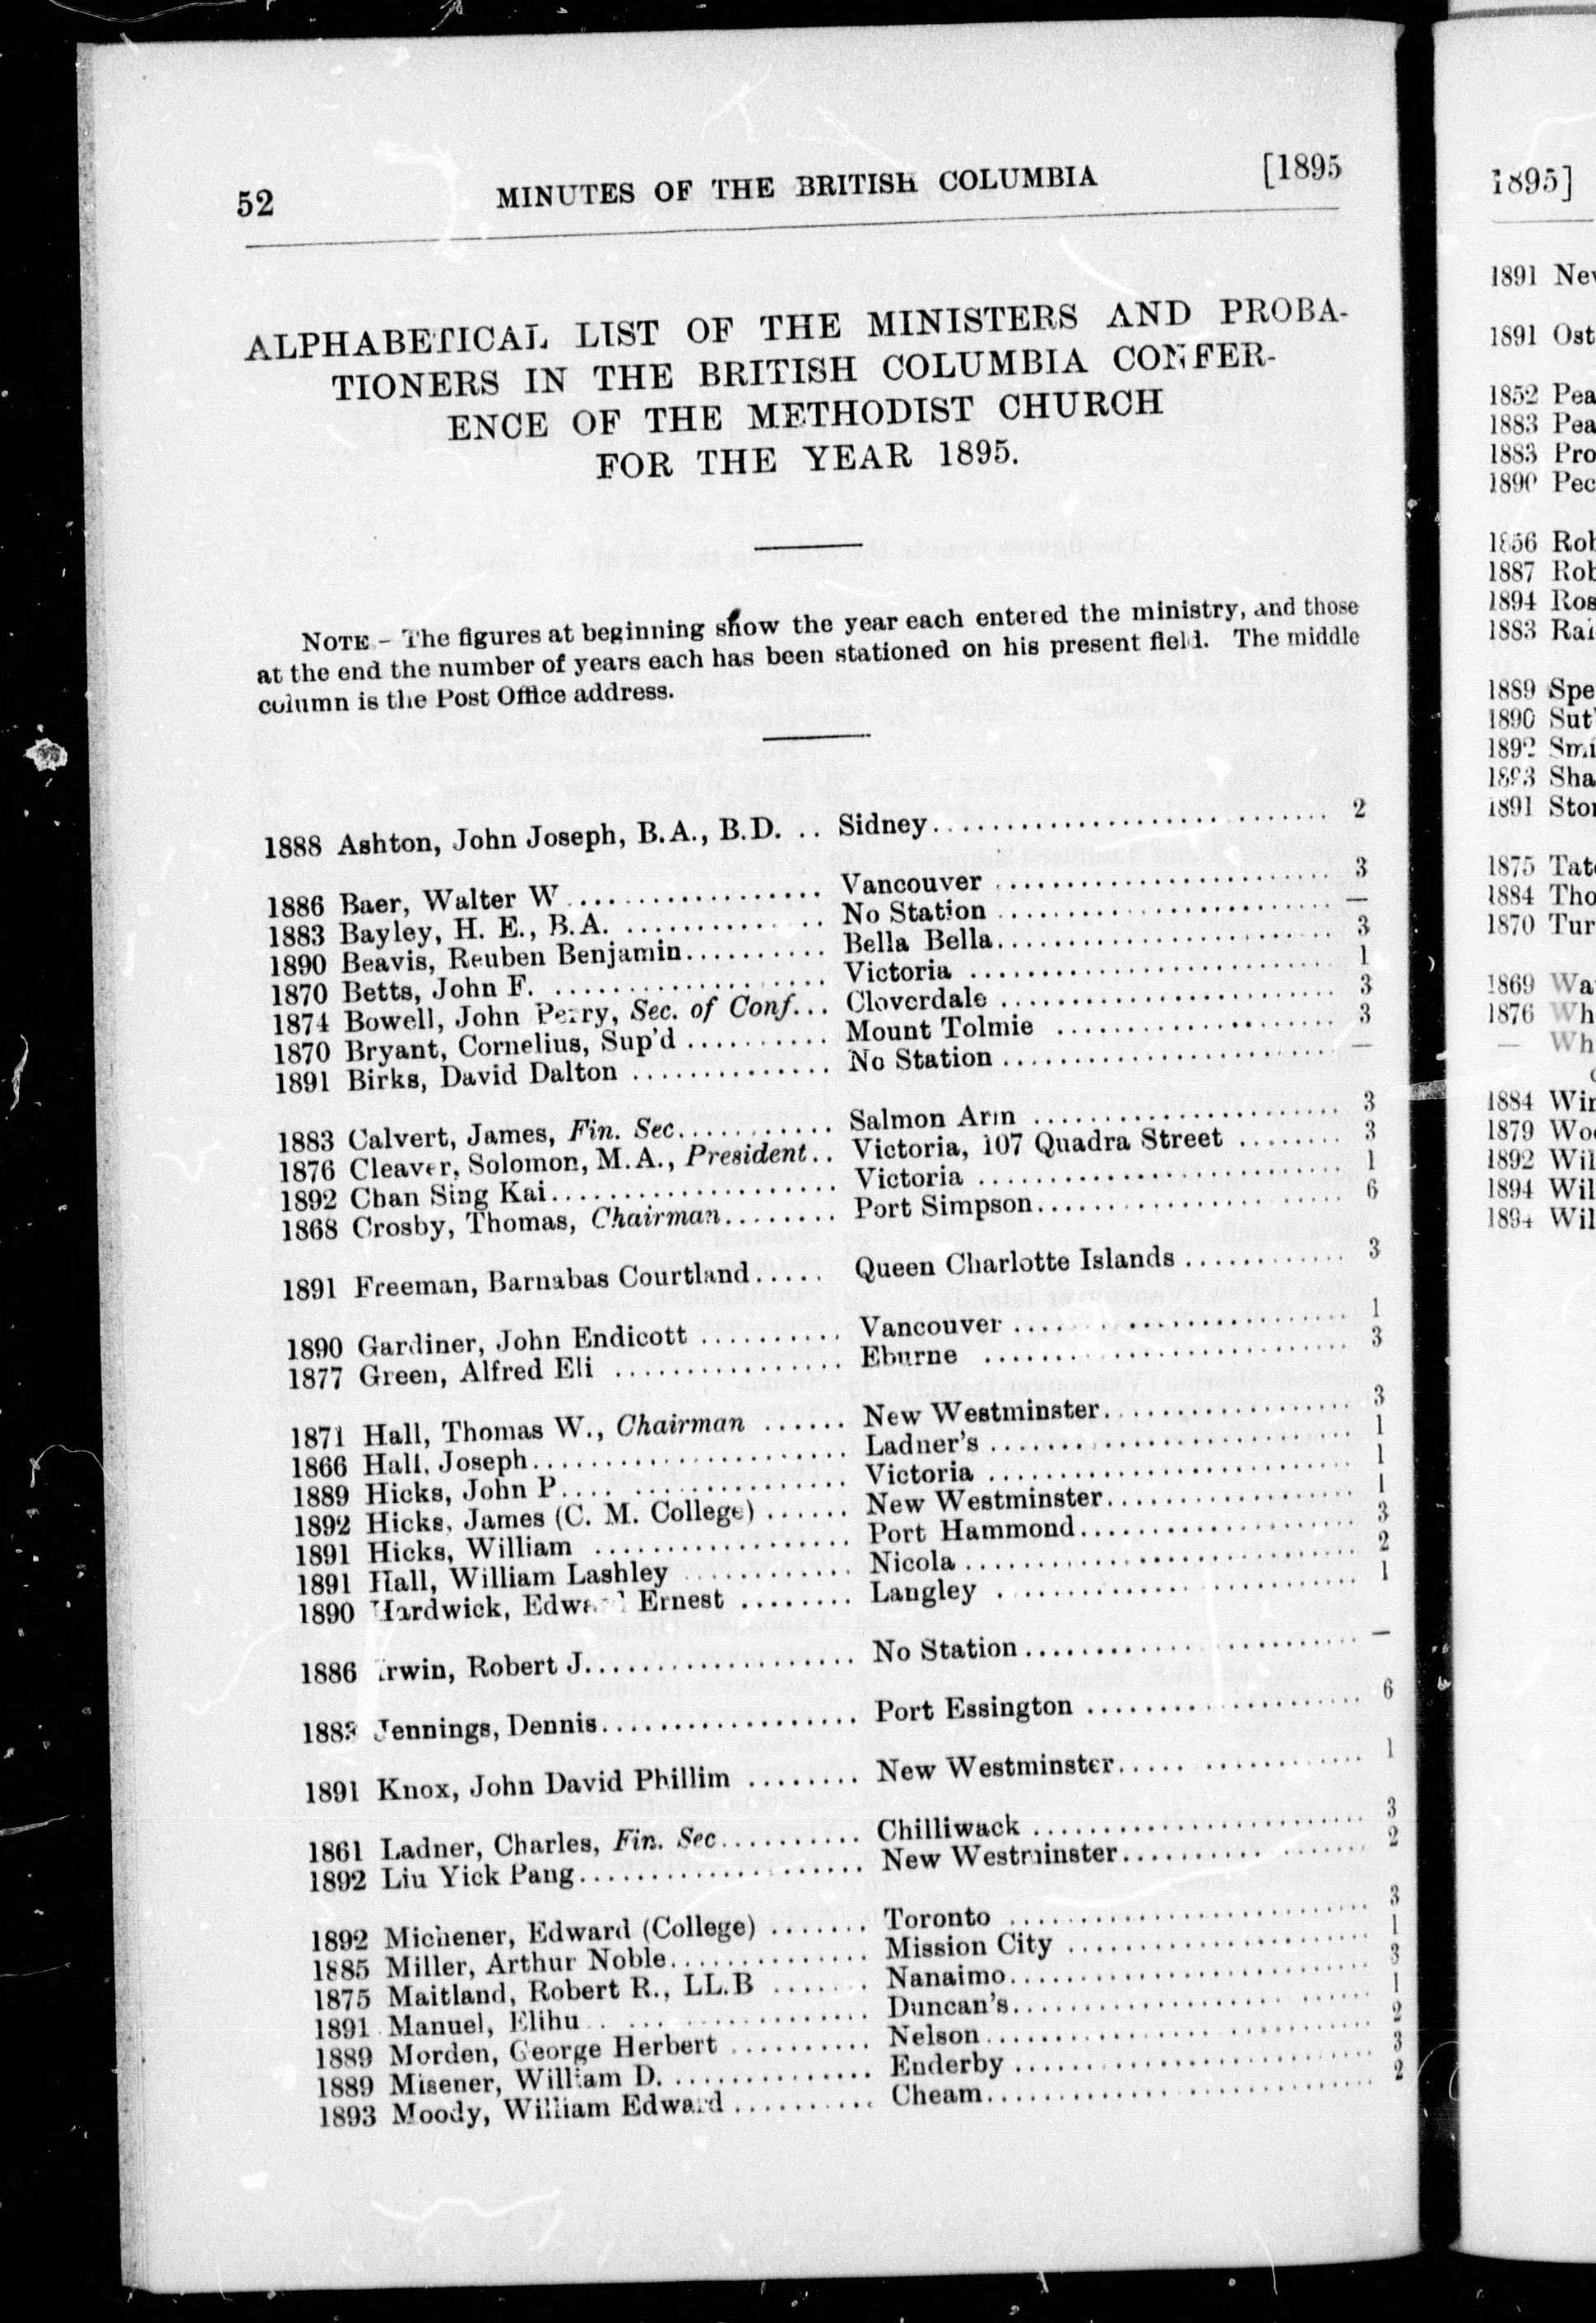 52 MINUTES OF THE BRITISH COLUMBIA [1895
ALPHABETICAL LIST OF THE MINISTERS AND PROBA-
TIONERS IN THE BRITISH COLUMBIA CONFER-
ENCE OF THE METHODIST CHURCH
FOR THE YEAR 1895.
NOTE – The figures at beginning show the year each entered the ministry, and those
at the end the number of years each has been stationed on his present field. The middle
column is the Post Office address.
1888 Ashton, John Joseph, B.A., B.D. .. Sidney.......................... 2
1886 Baer, Walter W .................. Vancouver ........................ 3
1883 Bayley, H. E., B.A. .............. No Station ........................ —
1890 Beavis, Reuben Benjamin.......... Bella Bella........................ 3
1870 Betts, John F. .................... Victoria .......................... 1
1874 Bowell, John Perry, Sec. of Conf... Cloverdale ........................ 3
1870 Bryant, Cornelius, Sup'd .......... Mount Tolmie .................... 3
1891 Birks, David Dalton .............. No Station ........................ —
1883 Calvert, James, Fin. Sec........... Salmon Arm ...................... 3
1876 Cleaver, Solomon, M.A., President.. Victoria, 107 Quadra Street ........ 3
1892 Chan Sing Kai.................... Victoria .......................... 1
1868 Crosby, Thomas, Chairman........ Port Simpson...................... 6
1891 Freeman, Barnabas Courtland..... Queen Charlotte Islands ............ 3
1890 Gardiner, John Endicott .......... Vancouver ........................ 1
1877 Green, Alfred Eli ................ Eburne .......................... 3
1871 Hall, Thomas W., Chairman ...... New Westminster.................. 3
1866 Hall, Joseph...................... Ladner's .......................... 1
1889 Hicks, John P.... ................ Victoria .......................... 1
1892 Hicks, James (C. M. College) ...... New Westminster.................. 1
1891 Hicks, William .................. Port Hammond.................... 3
1891 Hall, William Lashley ............ Nicola ............................ 2
1890 Hardwick, Edward Ernest ........ Langley .......................... 1
1886 Irwin, Robert J................... No Station........................ —
1883 Jennings, Dennis.................. Port Essington .................... 6
1891 Knox, John David Phillim ........ New Westminster.................. 1
1861 Ladner, Charles, Fin. Sec.......... Chilliwack ........................ 3
1892 Liu Yick Pang.................... New Westminster.................. 2
1892 Michener, Edward (College) ....... Toronto .......................... 3
1885 Miller, Arthur Noble.............. Mission City ...................... 1
1875 Maitland, Robert R., LL.B ....... Nanaimo.......................... 3
1891 Manuel, Elihu .................... Duncan's.......................... 1
1889 Morden, George Herbert .......... Nelson............................ 2
1889 Misener, William D. .............. Enderby .......................... 3
1893 Moody, William Edward .......... Cheam............................ 2
1895]
1891 Ne
1891 Ost
1852 Pea
1883 Pea
1883 Pro
1890 Pec
1856 Rob
1887 Rob
1894 Ros
1883 Rai
1889 Spe
1890 Sut
1892 Smi
1893 Sha
1891 Sto
1875 Tat
1884 Tho
1870 Tur
1869 Wa
1876 Wh
— Wh
1884 Wi
1879 Wo
1892 Wil
1894 Wil
1894 Wil